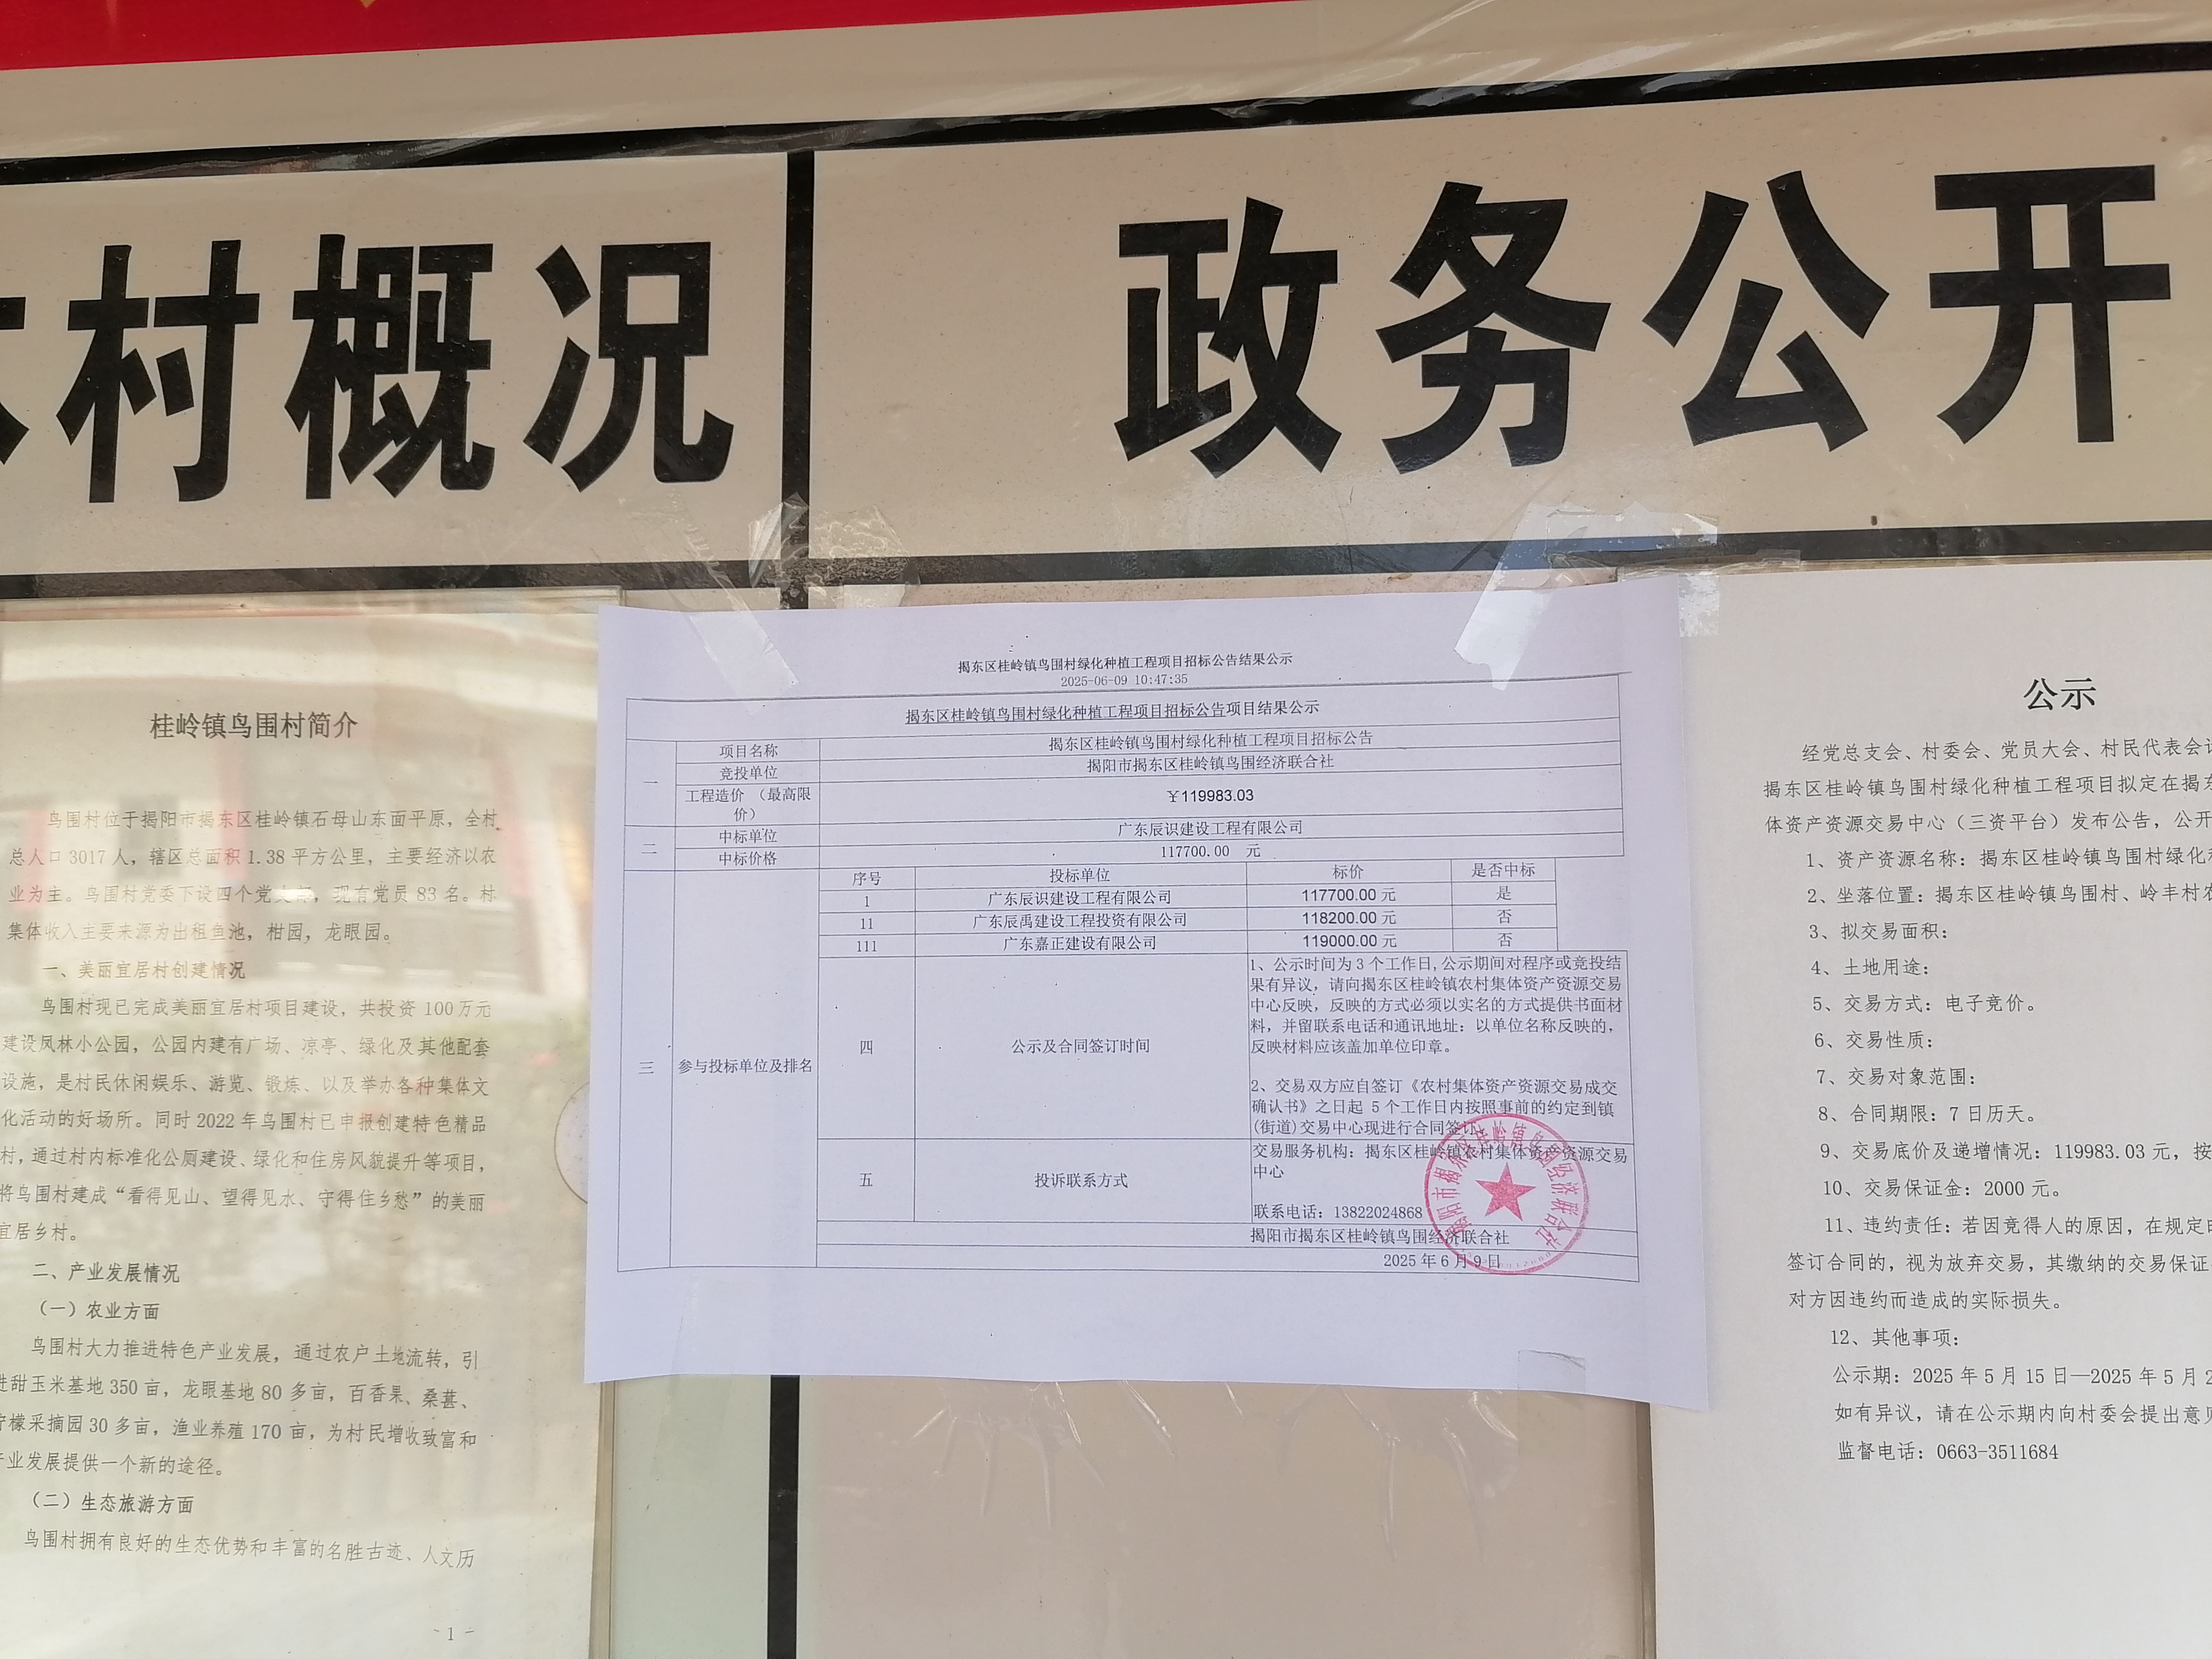 村概况
政务公开
桂岭镇鸟围村简介
鸟围村位于揭阳市揭东区桂岭镇石母山东面平原，全村
总人口 3017 人，辖区总面积 1.38 平方公里，主要经济以农
业为主。鸟围村党委下设四个党支部，现有党员 83 名。村
集体收入主要来源为出租鱼池，柑园，龙眼园。
一、美丽宜居村创建情况
鸟围村现已完成美丽宜居村项目建设，共投资 100 万元
建设凤林小公园，公园内建有广场、凉亭、绿化及其他配套
设施，是村民休闲娱乐、游览、锻炼、以及举办各种集体文
化活动的好场所。同时 2022 年鸟围村已申报创建特色精品
村，通过村内标准化公厕建设、绿化和住房风貌提升等项目，
将鸟围村建成“看得见山、望得见水、守得住乡愁”的美丽
宜居乡村。
二、产业发展情况
（一）农业方面
鸟围村大力推进特色产业发展，通过农户土地流转，引
进甜玉米基地 350 亩，龙眼基地 80 多亩，百香果、桑葚、
柠檬采摘园 30 多亩，渔业养殖 170 亩，为村民增收致富和
产业发展提供一个新的途径。
（二）生态旅游方面
鸟围村拥有良好的生态优势和丰富的名胜古迹、人文历
- 1 -
揭东区桂岭镇鸟围村绿化种植工程项目招标公告结果公示
2025-06-09 10:47:35
揭东区桂岭镇鸟围村绿化种植工程项目招标公告项目结果公示
一
项目名称 揭东区桂岭镇鸟围村绿化种植工程项目招标公告
竞投单位 揭阳市揭东区桂岭镇鸟围经济联合社
工程造价 （最高限
价） ￥119983.03
二
中标单位 广东辰识建设工程有限公司
中标价格 117700.00 元
三
参与投标单位及排名
序号 投标单位 标价 是否中标
1 广东辰识建设工程有限公司 117700.00 元 是
11 广东辰禹建设工程投资有限公司 118200.00 元 否
111 广东嘉正建设有限公司 119000.00 元 否
四
公示及合同签订时间
1、公示时间为 3 个工作日,公示期间对程序或竞投结
果有异议，请向揭东区桂岭镇农村集体资产资源交易
中心反映，反映的方式必须以实名的方式提供书面材
料，并留联系电话和通讯地址：以单位名称反映的，
反映材料应该盖加单位印章。
2、交易双方应自签订《农村集体资产资源交易成交
确认书》之日起 5 个工作日内按照事前的约定到镇
(街道)交易中心现进行合同签订
五
投诉联系方式
交易服务机构：揭东区桂岭镇农村集体资产资源交易
中心
联系电话：13822024868
揭阳市揭东区桂岭镇鸟围经济联合社
2025 年 6 月 9 日
揭阳市揭东区桂岭镇鸟围经济联合社
公示
经党总支会、村委会、党员大会、村民代表会
揭东区桂岭镇鸟围村绿化种植工程项目拟定在揭东
体资产资源交易中心（三资平台）发布公告，公开
1、资产资源名称：揭东区桂岭镇鸟围村绿化
2、坐落位置：揭东区桂岭镇鸟围村、岭丰村
3、拟交易面积：
4、土地用途：
5、交易方式：电子竞价。
6、交易性质：
7、交易对象范围：
8、合同期限：7 日历天。
9、交易底价及递增情况：119983.03 元，按
10、交易保证金：2000 元。
11、违约责任：若因竞得人的原因，在规定
签订合同的，视为放弃交易，其缴纳的交易保证
对方因违约而造成的实际损失。
12、其他事项：
公示期：2025 年 5 月 15 日—2025 年 5 月 2
如有异议，请在公示期内向村委会提出意见
监督电话：0663-3511684